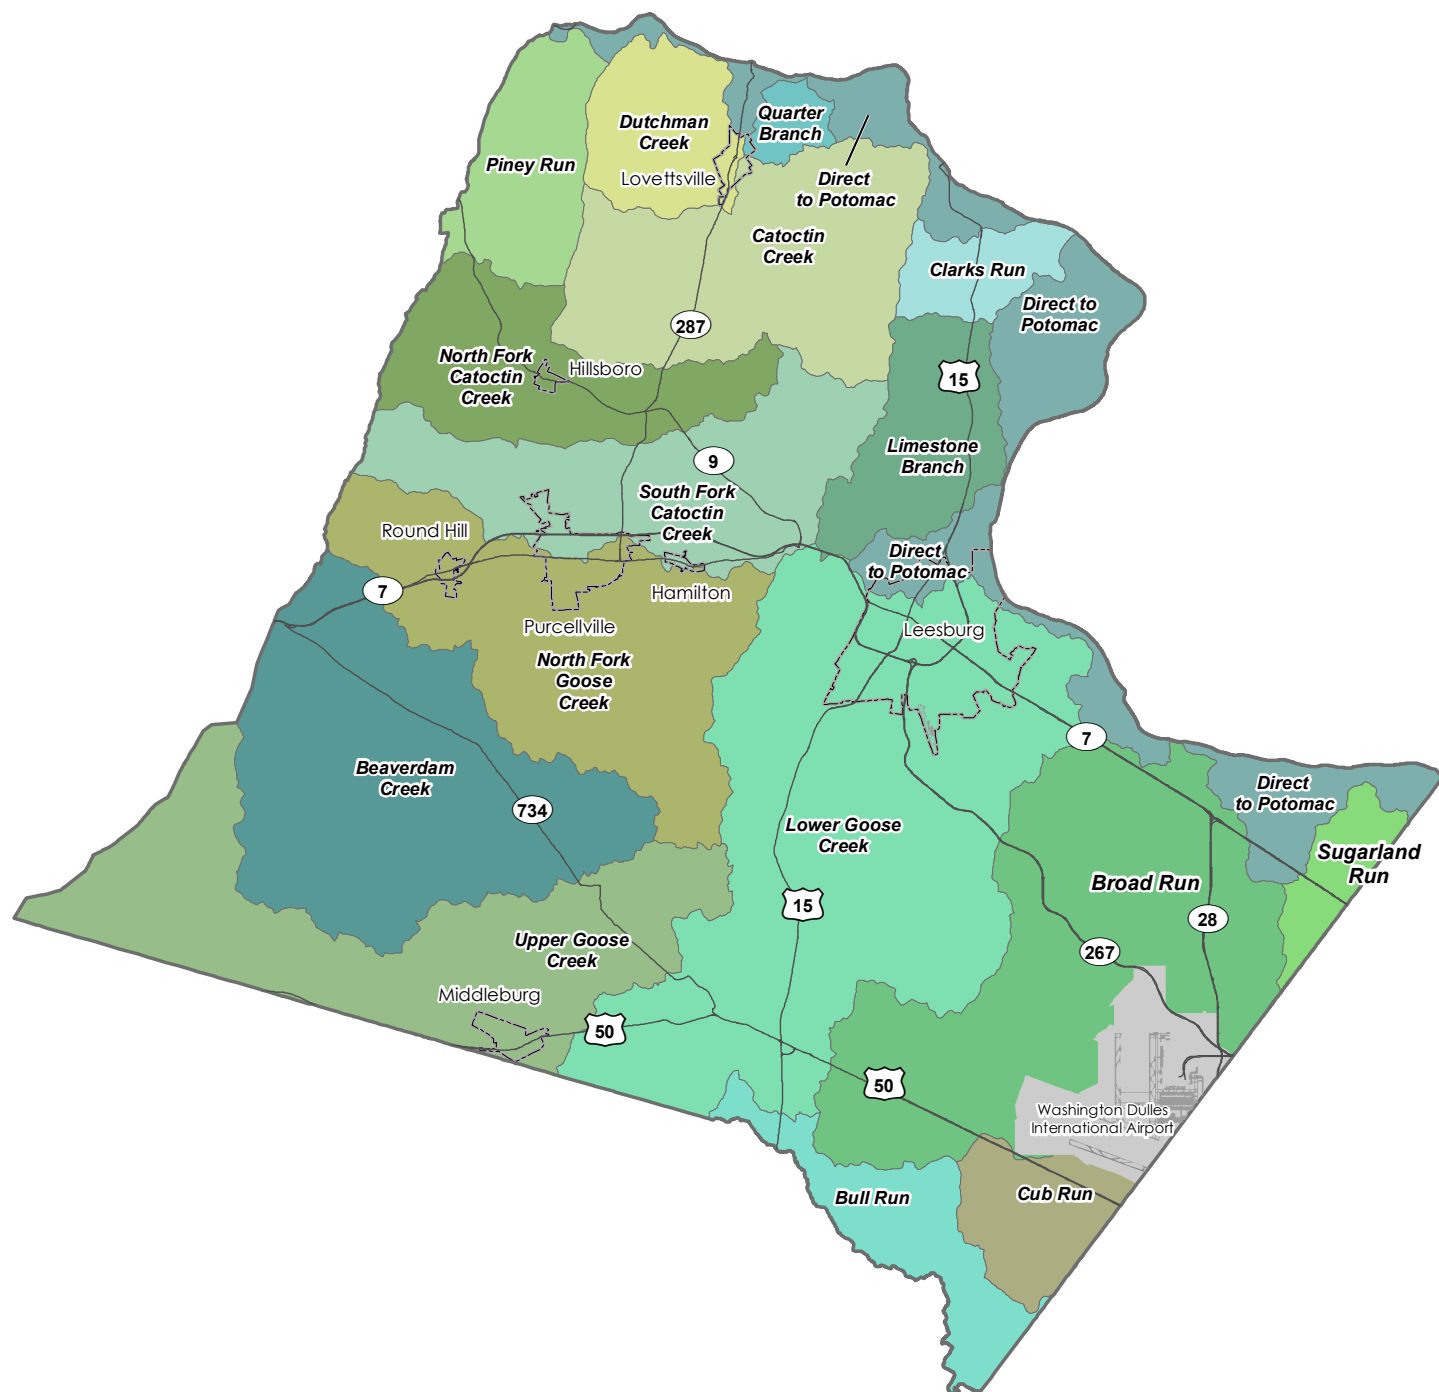 Dutchman
Creek
Quarter
Branch
Piney Run
Lovettsville
Direct
to Potomac
Catoctin
Creek
Clarks Run
Direct to
Potomac
287
North Fork
Catoctin
Creek
Hillsboro
15
Limestone
Branch
9
South Fork
Catoctin
Creek
Round Hill
Direct
to Potomac
7
Hamilton
Purcellville
Leesburg
North Fork
Goose
Creek
7
Beaverdam
Creek
734
Direct
to Potomac
Lower Goose
Creek
Sugarland
Run
Broad Run
15
28
Upper Goose
Creek
267
Middleburg
50
50
Washington Dulles
International Airport
Bull Run
Cub Run